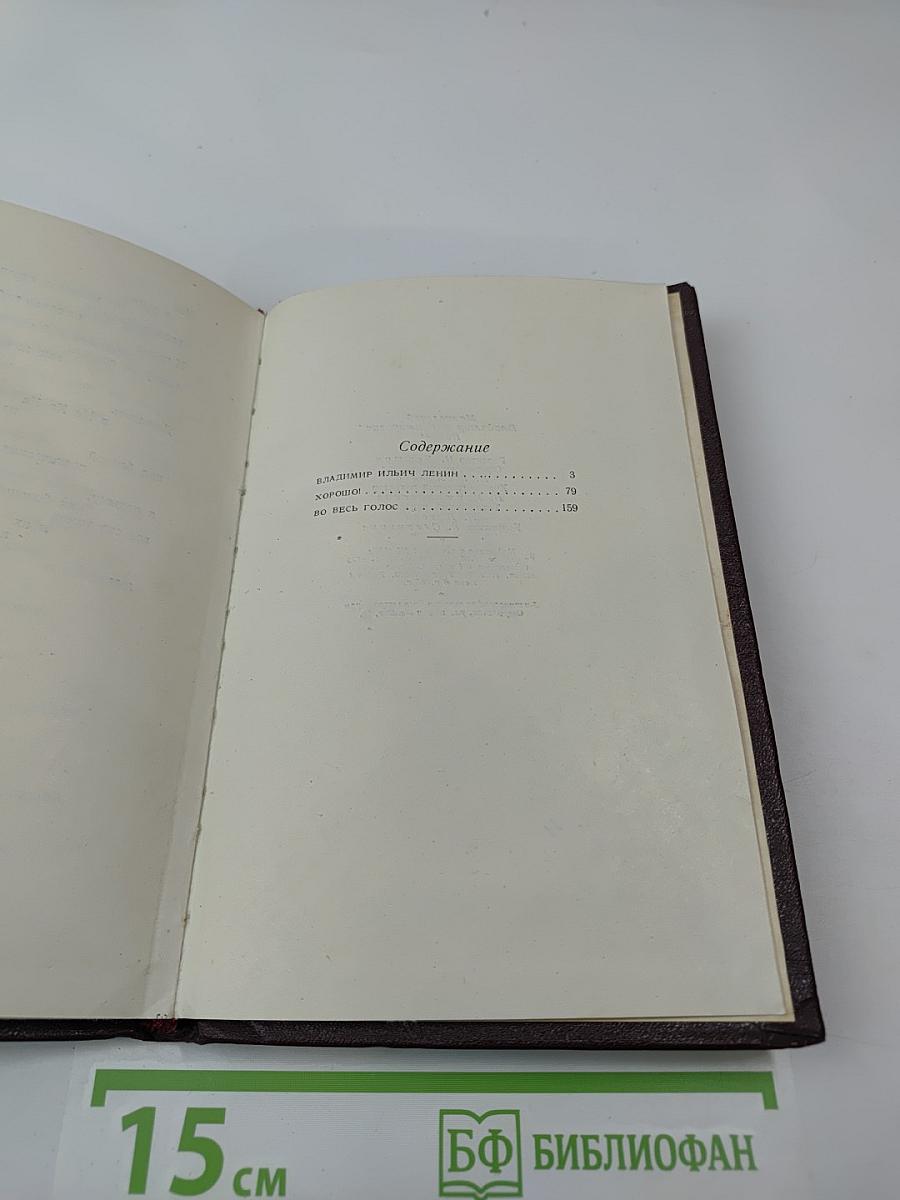 Содержание
ВЛАДИМИР ИЛЬИЧ ЛЕНИН . . . . . . . . . . . 3
ХОРОШО! . . . . . . . . . . . . . . . . . . . . . . . 79
ВО ВЕСЬ ГОЛОС . . . . . . . . . . . . . . . . . . 159
15 см
БФ БИБЛИОФАН